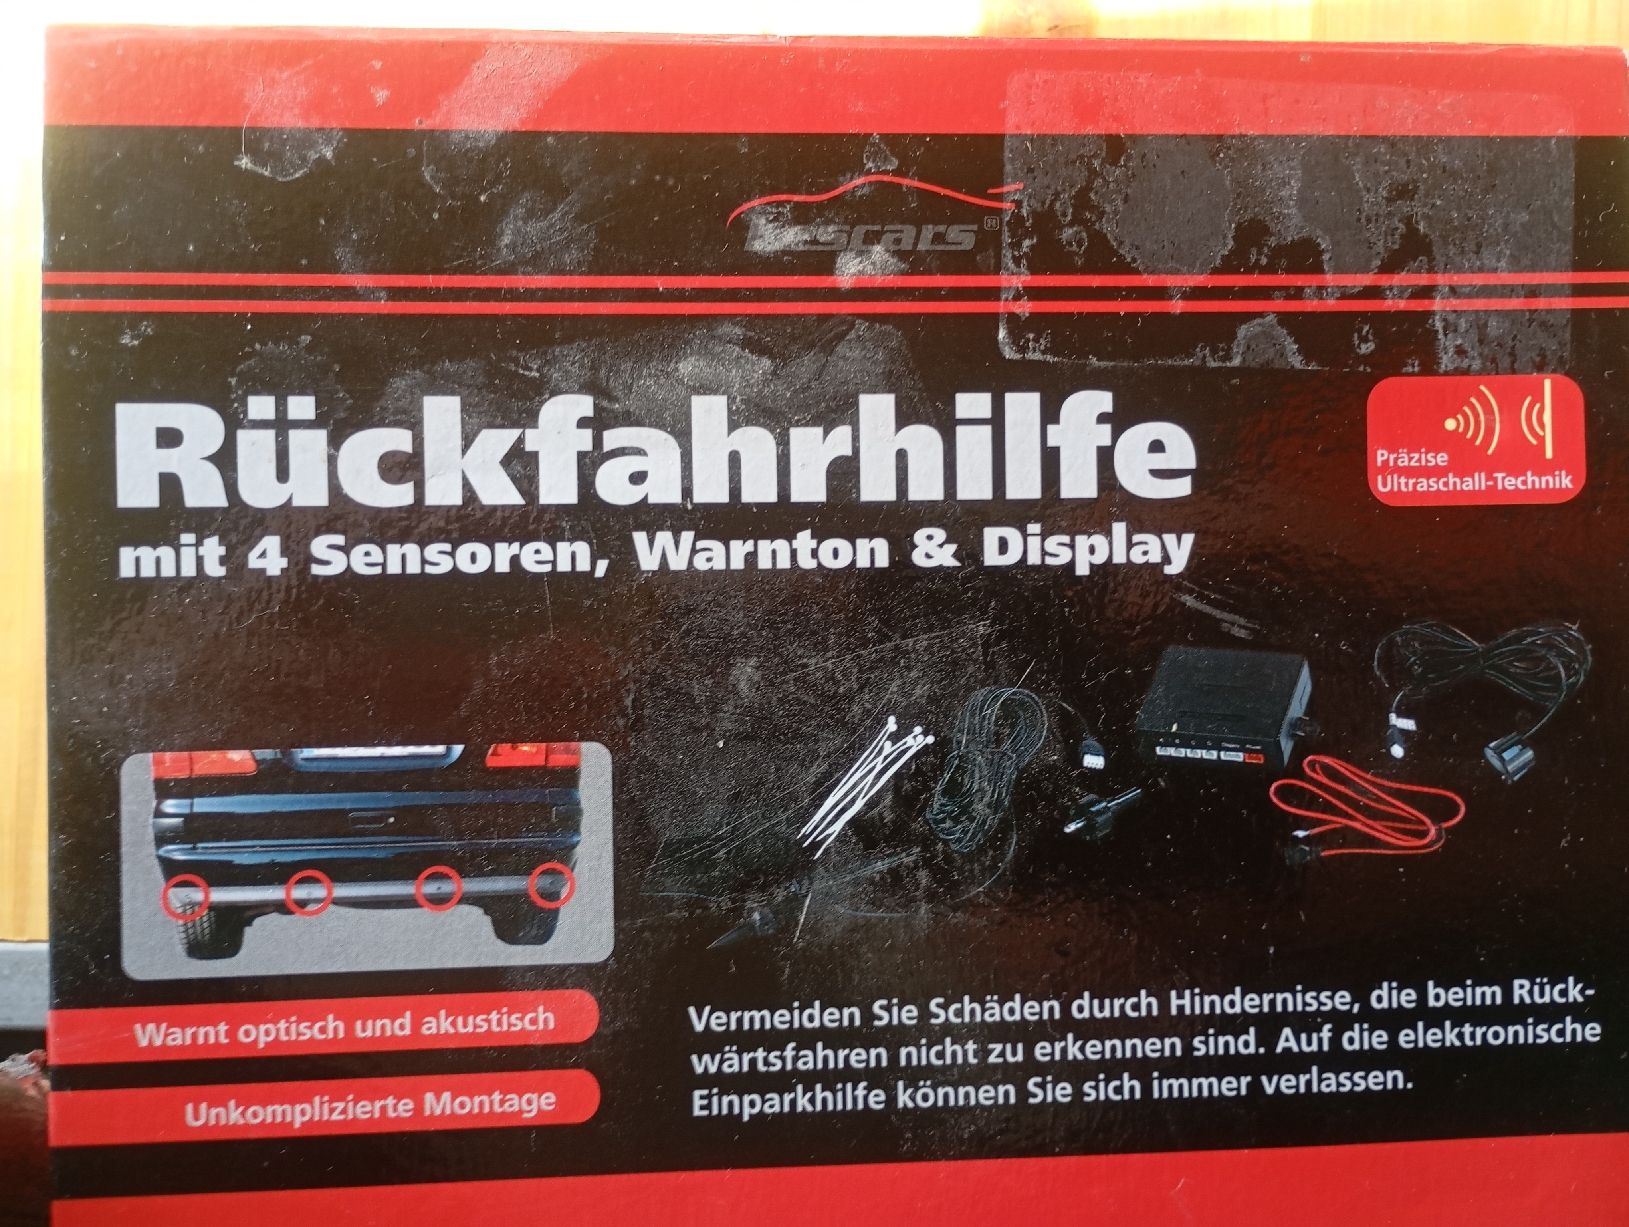 Lescars®
Rückfahrhilfe
mit 4 Sensoren, Warnton & Display
Präzise
Ultraschall-Technik
Warnt optisch und akustisch
Unkomplizierte Montage
Vermeiden Sie Schäden durch Hindernisse, die beim Rück-
wärtsfahren nicht zu erkennen sind. Auf die elektronische
Einparkhilfe können Sie sich immer verlassen.